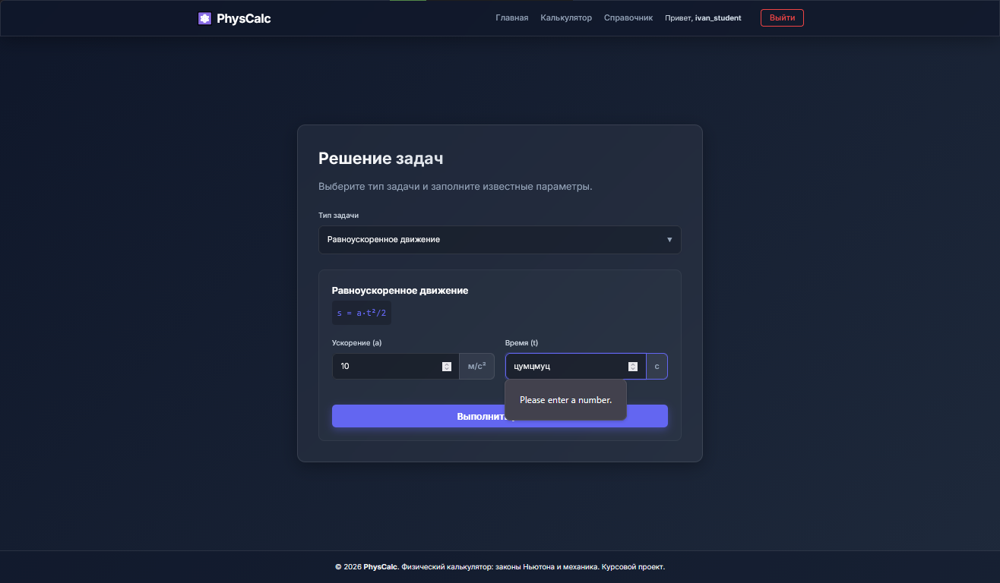 PhysCalc Главная Калькулятор Справочник Привет, ivan_student Выйти
Решение задач
Выберите тип задачи и заполните известные параметры.
Тип задачи
Равноускоренное движение
Равноускоренное движение
s = a·t²/2
Ускорение (a) Время (t)
10 м/с² цумцмуц с
Please enter a number.
© 2026 PhysCalc. Физический калькулятор: законы Ньютона и механика. Курсовой проект.